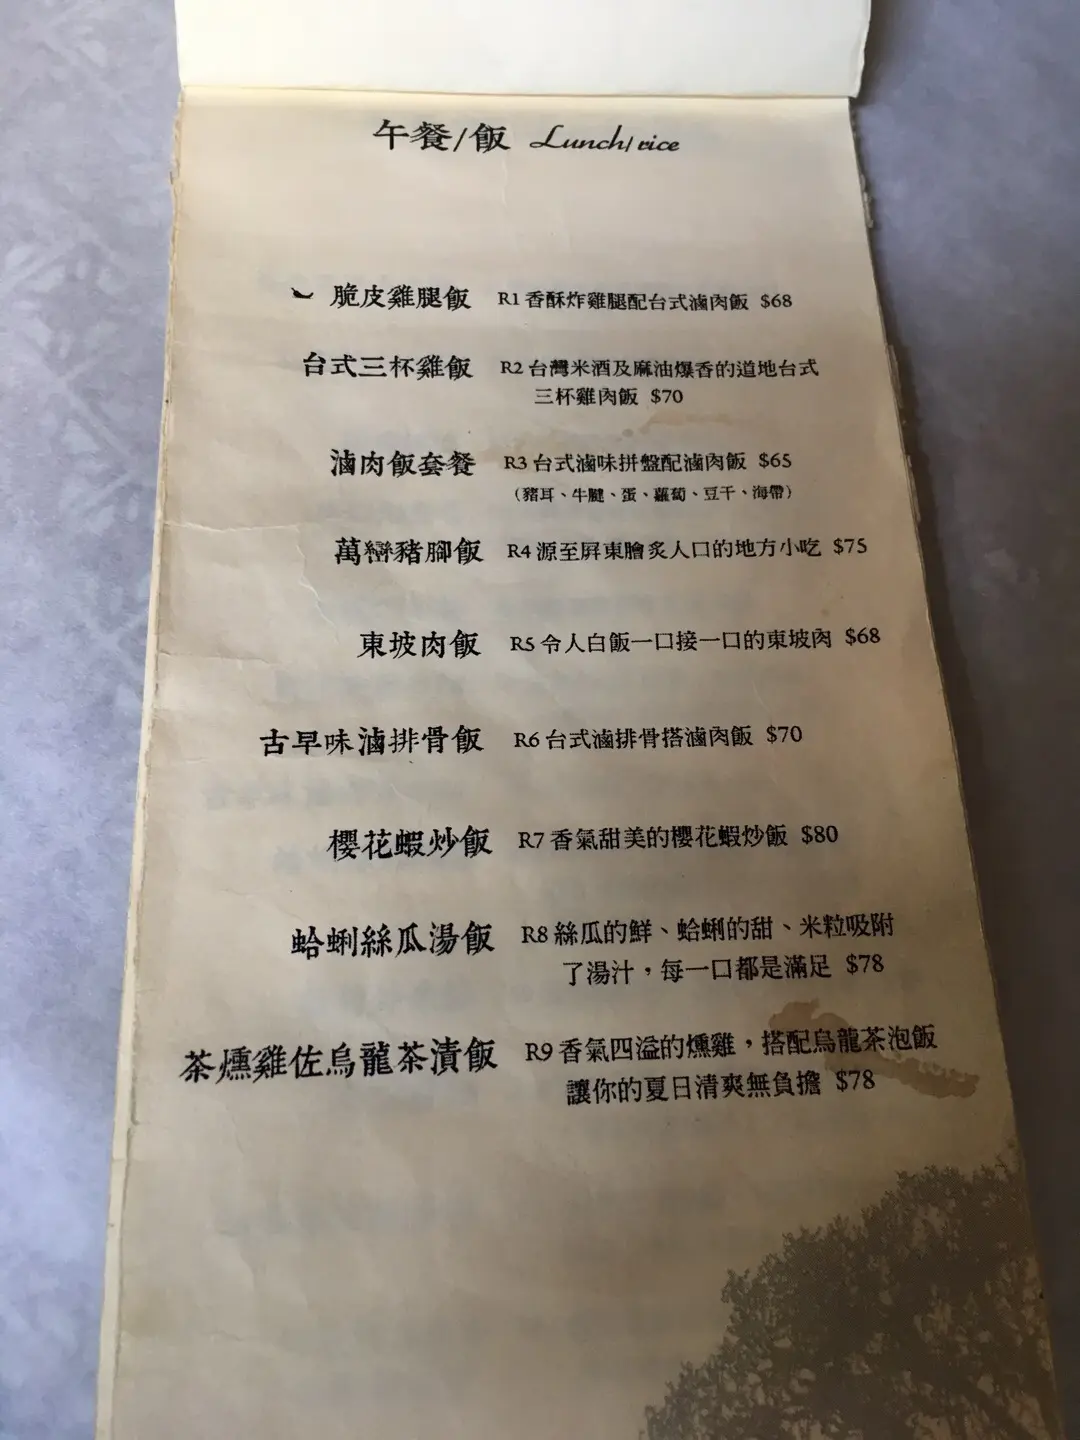 午餐/飯 Lunch/rice
脆皮雞腿飯 R1 香酥炸雞腿配台式滷肉飯 $68
台式三杯雞飯 R2 台灣米酒及麻油爆香的道地台式
三杯雞肉飯 $70
滷肉飯套餐 R3 台式滷味拼盤配滷肉飯 $65
（豬耳、牛腱、蛋、蘿蔔、豆干、海帶）
萬巒豬腳飯 R4 源至屏東膾炙人口的地方小吃 $75
東坡肉飯 R5 令人白飯一口接一口的東坡肉 $68
古早味滷排骨飯 R6 台式滷排骨搭滷肉飯 $70
櫻花蝦炒飯 R7 香氣甜美的櫻花蝦炒飯 $80
蛤蜊絲瓜湯飯 R8 絲瓜的鮮、蛤蜊的甜、米粒吸附
了湯汁，每一口都是滿足 $78
茶燻雞佐烏龍茶漬飯 R9 香氣四溢的燻雞，搭配烏龍茶泡飯
讓你的夏日清爽無負擔 $78